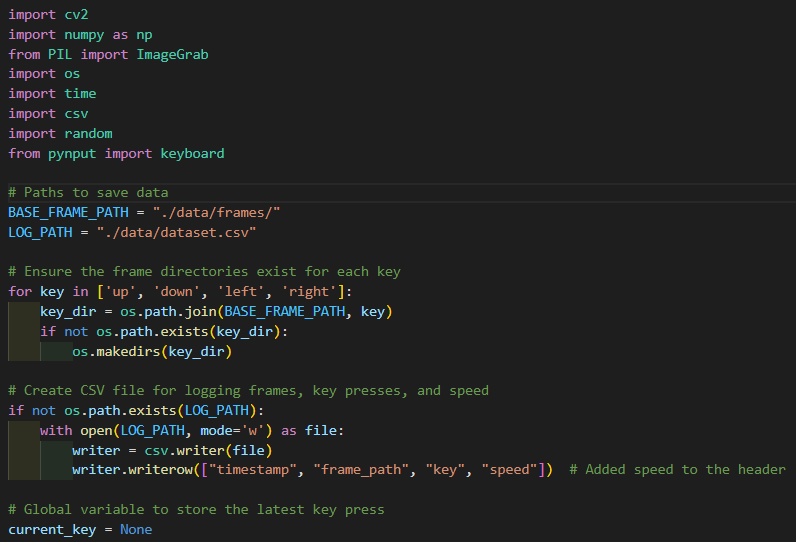 import cv2
import numpy as np
from PIL import ImageGrab
import os
import time
import csv
import random
from pynput import keyboard

# Paths to save data
BASE_FRAME_PATH = "./data/frames/"
LOG_PATH = "./data/dataset.csv"

# Ensure the frame directories exist for each key
for key in ['up', 'down', 'left', 'right']:
    key_dir = os.path.join(BASE_FRAME_PATH, key)
    if not os.path.exists(key_dir):
        os.makedirs(key_dir)

# Create CSV file for logging frames, key presses, and speed
if not os.path.exists(LOG_PATH):
    with open(LOG_PATH, mode='w') as file:
        writer = csv.writer(file)
        writer.writerow(["timestamp", "frame_path", "key", "speed"])  # Added speed to the header

# Global variable to store the latest key press
current_key = None